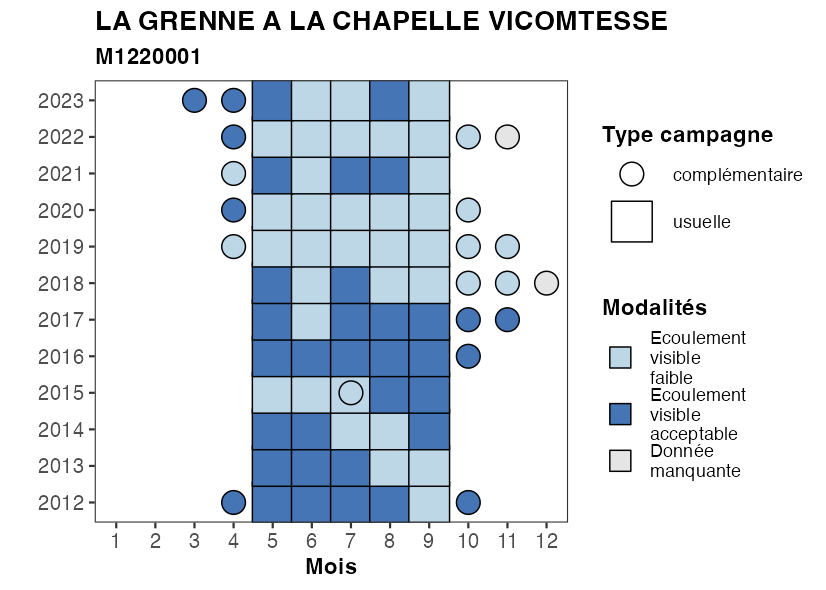 LA GRENNE A LA CHAPELLE VICOMTESSE
M1220001
2023
2022
2021
2020
2019
2018
2017
2016
2015
2014
2013
2012
1 2 3 4 5 6 7 8 9 10 11 12
Mois
Type campagne
complémentaire
usuelle
Modalités
Ecoulement
visible
faible
Ecoulement
visible
acceptable
Donnée
manquante